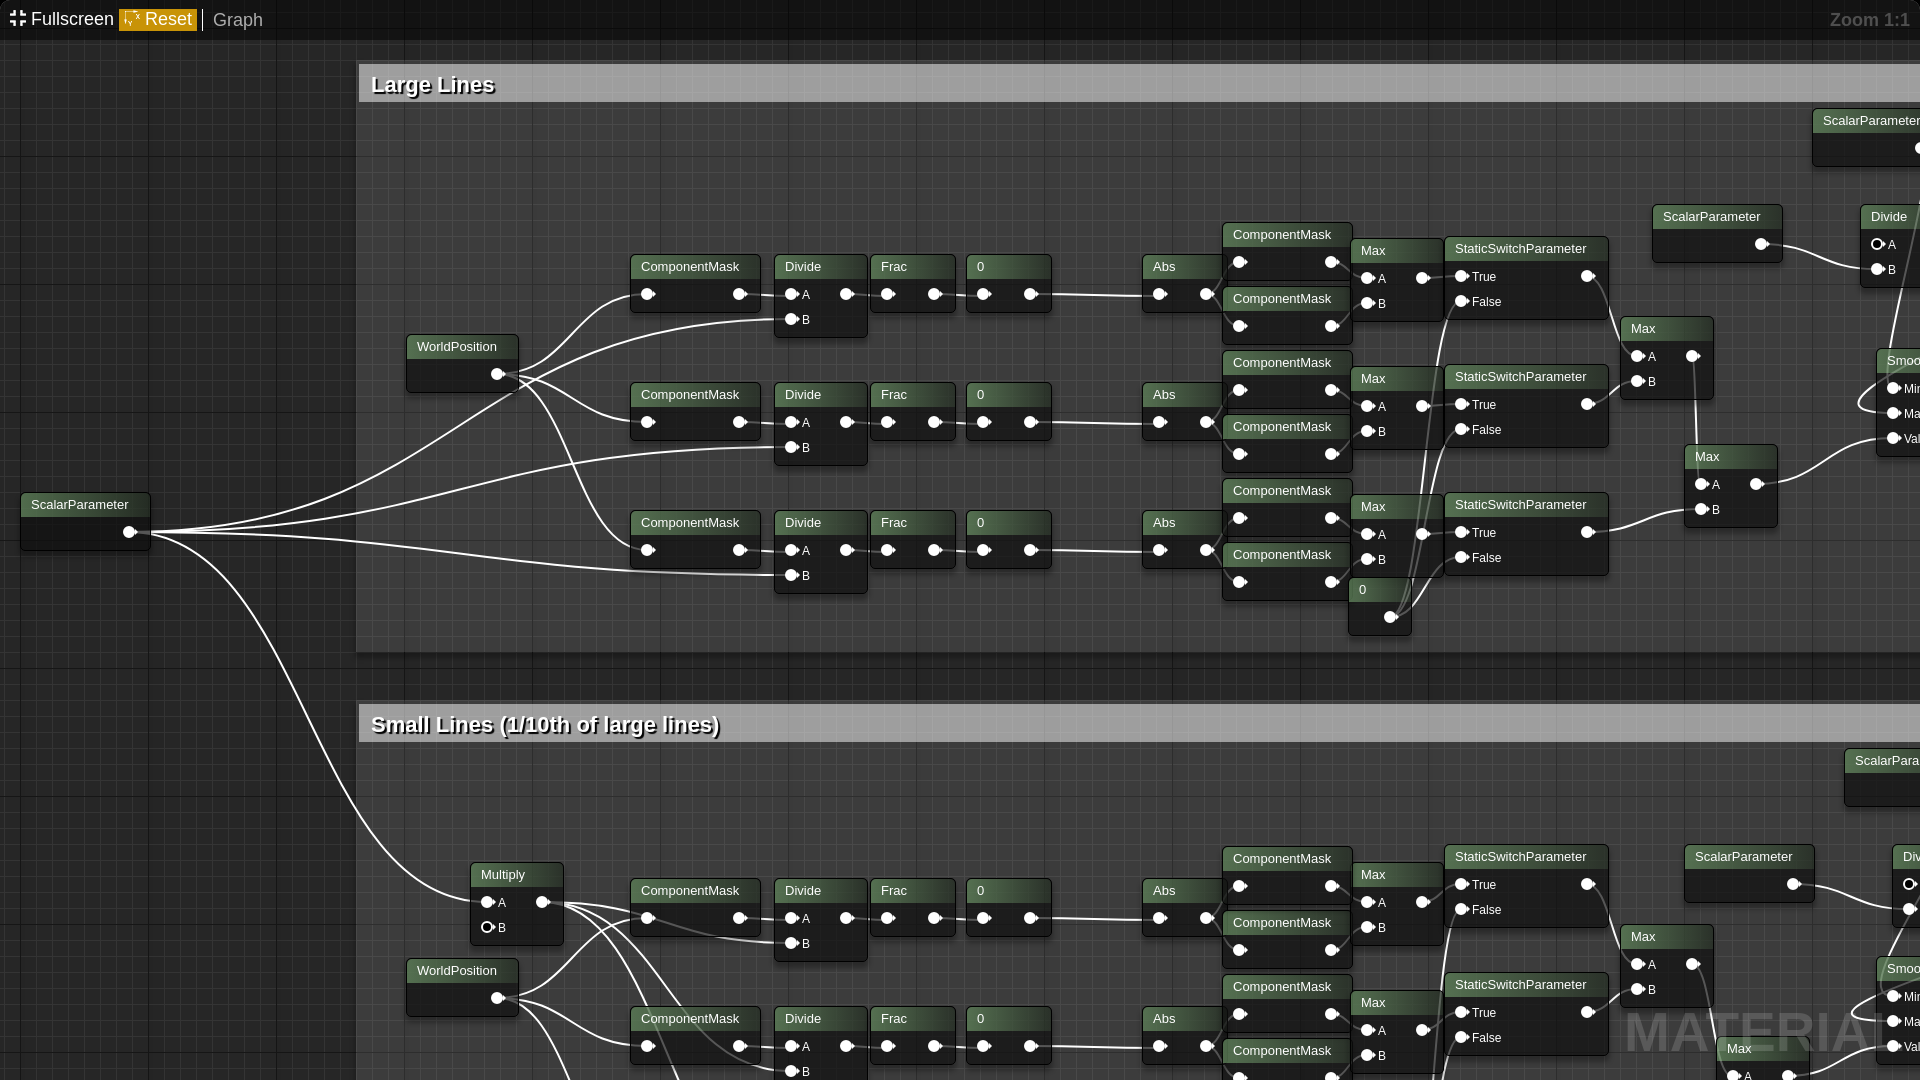 Fullscreen Reset Graph Zoom 1:1
Large Lines
ScalarParameter
ScalarParameter Divide
A
B
ComponentMask Max StaticSwitchParameter
A True
B False
ComponentMask Divide Frac 0 Abs ComponentMask
A
B
WorldPosition Max
A
B
ComponentMask Max StaticSwitchParameter Smoo
A True Min
B False Ma
Val
ComponentMask Divide Frac 0 Abs ComponentMask
A
B
Max
A
B
ScalarParameter ComponentMask Max StaticSwitchParameter
A True
B False
ComponentMask Divide Frac 0 Abs ComponentMask
A
B
0
Small Lines (1/10th of large lines)
ScalarPara
Multiply ComponentMask Max StaticSwitchParameter ScalarParameter Div
A True
B False
ComponentMask Divide Frac 0 Abs ComponentMask
A
B
Max
A
B
WorldPosition ComponentMask Max StaticSwitchParameter Smoo
A True Min
B False Ma
Val
ComponentMask Divide Frac 0 Abs ComponentMask
A
B
Max
A
MATERIAL